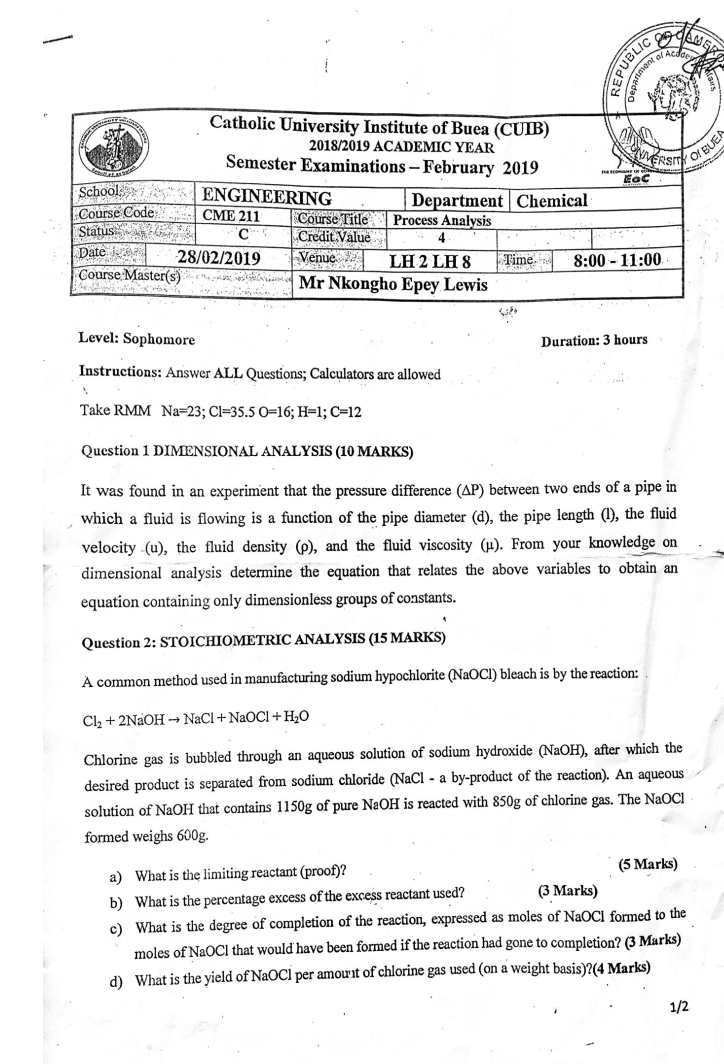 REPUBLIC OF CAMEROON
Department of Academic Affairs
UNIVERSITY OF BUEA
THE ECONOMY OF
EoC
Catholic University Institute of Buea (CUIB)
2018/2019 ACADEMIC YEAR
Semester Examinations – February 2019
School ENGINEERING Department Chemical
Course Code CME 211 Course Title Process Analysis
Status C Credit Value 4
Date 28/02/2019 Venue LH 2 LH 8 Time 8:00 - 11:00
Course Master(s) Mr Nkongho Epey Lewis
Level: Sophomore Duration: 3 hours
Instructions: Answer ALL Questions; Calculators are allowed
Take RMM Na=23; Cl=35.5 O=16; H=1; C=12
Question 1 DIMENSIONAL ANALYSIS (10 MARKS)
It was found in an experiment that the pressure difference (ΔP) between two ends of a pipe in
which a fluid is flowing is a function of the pipe diameter (d), the pipe length (l), the fluid
velocity (u), the fluid density (ρ), and the fluid viscosity (μ). From your knowledge on
dimensional analysis determine the equation that relates the above variables to obtain an
equation containing only dimensionless groups of constants.
Question 2: STOICHIOMETRIC ANALYSIS (15 MARKS)
A common method used in manufacturing sodium hypochlorite (NaOCl) bleach is by the reaction:
Cl₂ + 2NaOH → NaCl + NaOCl + H₂O
Chlorine gas is bubbled through an aqueous solution of sodium hydroxide (NaOH), after which the
desired product is separated from sodium chloride (NaCl - a by-product of the reaction). An aqueous
solution of NaOH that contains 1150g of pure NaOH is reacted with 850g of chlorine gas. The NaOCl
formed weighs 600g.
a) What is the limiting reactant (proof)? (5 Marks)
b) What is the percentage excess of the excess reactant used? (3 Marks)
c) What is the degree of completion of the reaction, expressed as moles of NaOCl formed to the
moles of NaOCl that would have been formed if the reaction had gone to completion? (3 Marks)
d) What is the yield of NaOCl per amount of chlorine gas used (on a weight basis)?(4 Marks)
1/2